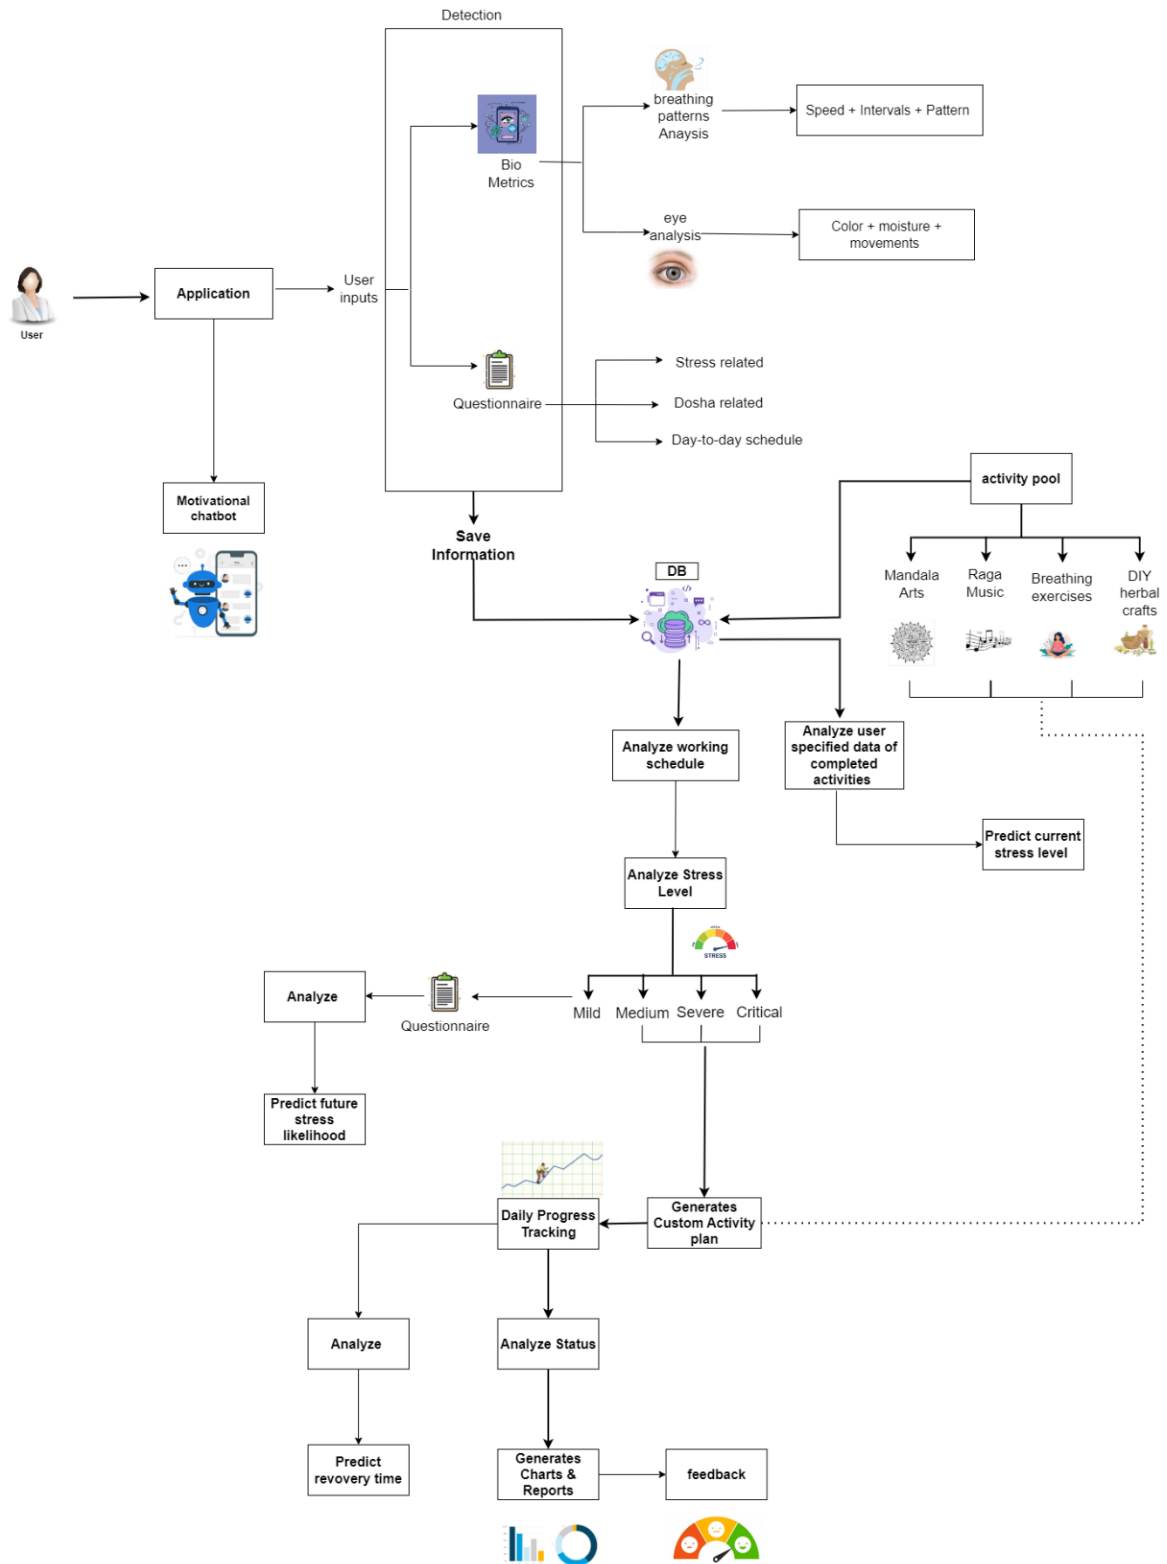 Detection
breathing
patterns
Anaysis
Speed + Intervals + Pattern
Bio
Metrics
eye
analysis
Color + moisture +
movements
User
Application
User
inputs
Questionnaire
Stress related
Dosha related
Day-to-day schedule
Motivational
chatbot
Save
Information
activity pool
Mandala
Arts
Raga
Music
Breathing
exercises
DIY
herbal
crafts
DB
Analyze working
schedule
Analyze user
specified data of
completed
activities
Predict current
stress level
Analyze Stress
Level
STRESS
Mild
Medium
Severe
Critical
Questionnaire
Analyze
Predict future
stress
likelihood
Generates
Custom Activity
plan
Daily Progress
Tracking
Analyze
Analyze Status
Predict
revovery time
Generates
Charts &
Reports
feedback